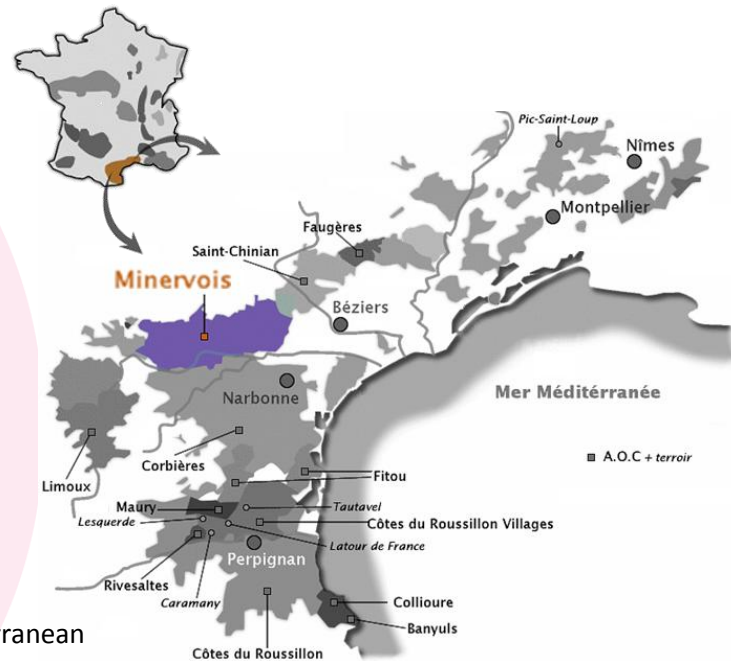 Pic-Saint-Loup
Nîmes
Montpellier
Faugères
Saint-Chinian
Minervois
Béziers
Narbonne
Mer Méditérranée
Corbières
A.O.C + terroir
Limoux
Fitou
Maury
Tautavel
Lesquerde
Côtes du Roussillon Villages
Latour de France
Perpignan
Rivesaltes
Caramany
Collioure
Banyuls
rranean
Côtes du Roussillon